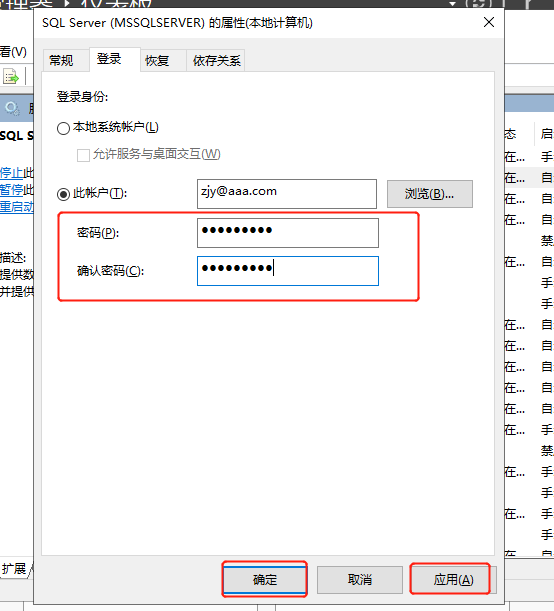 SQL Server (MSSQLSERVER) 的属性(本地计算机)
看(V)
常规
登录
恢复
依存关系
登录身份:
本地系统帐户(L)
允许服务与桌面交互(W)
此帐户(T):
zjy@aaa.com
浏览(B)...
密码(P):
●●●●●●●●●
确认密码(C):
●●●●●●●●●
SQL S
停止此
暂停此
重启动
描述:
提供数
并提供
态
启
在...
手
在...
自
在...
自
在...
自
禁
在...
自
手
手
在...
自
在...
自
在...
自
在...
自
在...
自
手
禁
在...
手
手
在...
手
手
在...
自
扩展
确定
取消
应用(A)